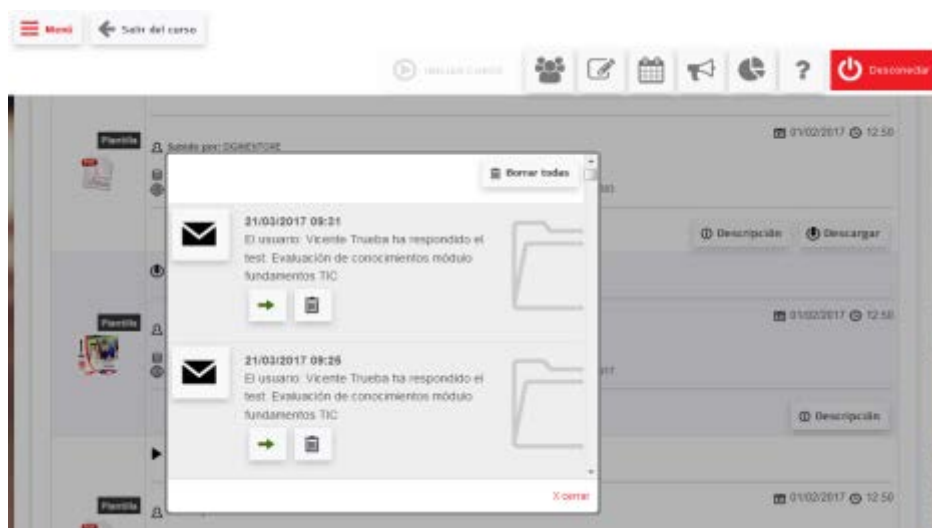 Menú
Salir del curso
Desconectar
Plantilla
Subido por:
01/02/2017 12:50
Borrar todas
21/03/2017 09:31
El usuario: Vicente Trueba ha respondido el
test: Evaluación de conocimientos módulo
fundamentos TIC
Descripción
Descargar
Plantilla
01/02/2017 12:50
21/03/2017 09:26
El usuario: Vicente Trueba ha respondido el
test: Evaluación de conocimientos módulo
fundamentos TIC
Descripción
X cerrar
Plantilla
01/02/2017 12:50